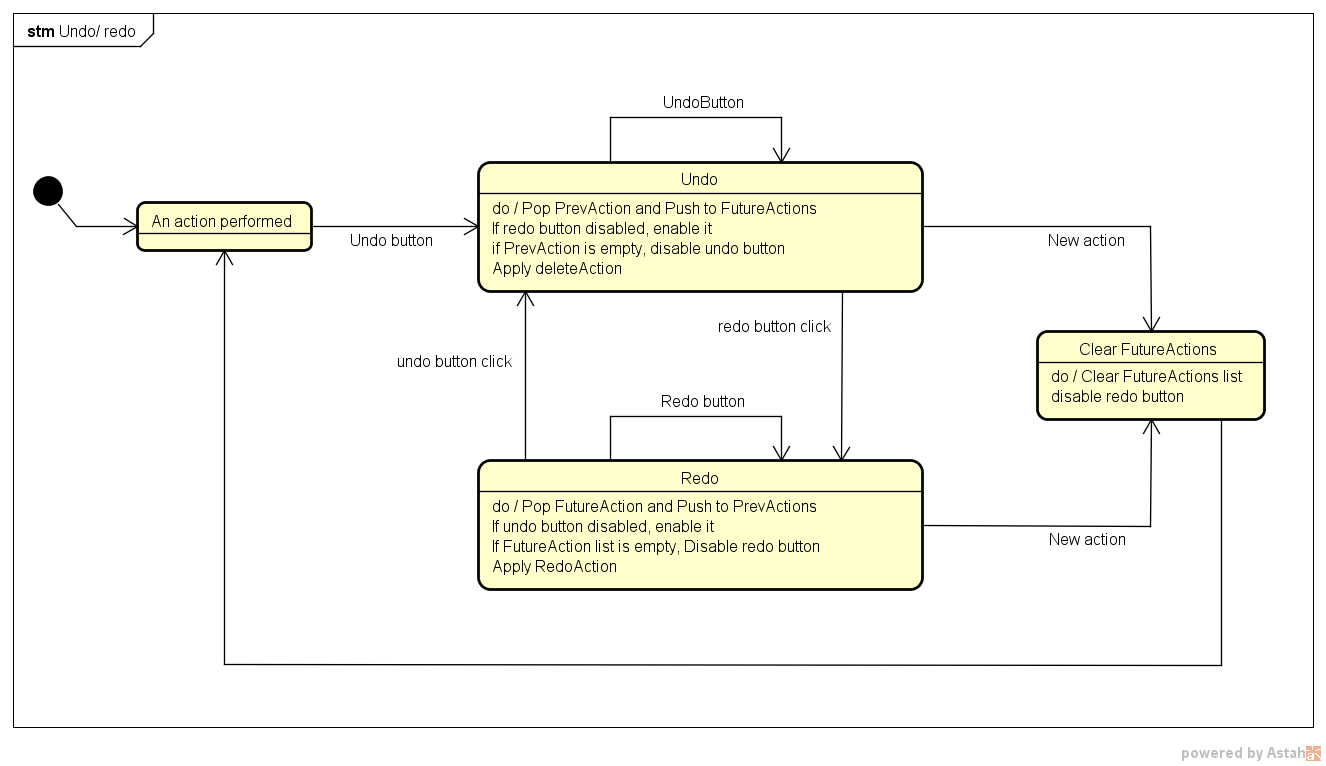 stm Undo/ redo
UndoButton
Undo
do / Pop PrevAction and Push to FutureActions
If redo button disabled, enable it
if PrevAction is empty, disable undo button
Apply deleteAction
An action performed
Undo button
New action
redo button click
undo button click
Clear FutureActions
do / Clear FutureActions list
disable redo button
Redo button
Redo
do / Pop FutureAction and Push to PrevActions
If undo button disabled, enable it
If FutureAction list is empty, Disable redo button
Apply RedoAction
New action
powered by Astah